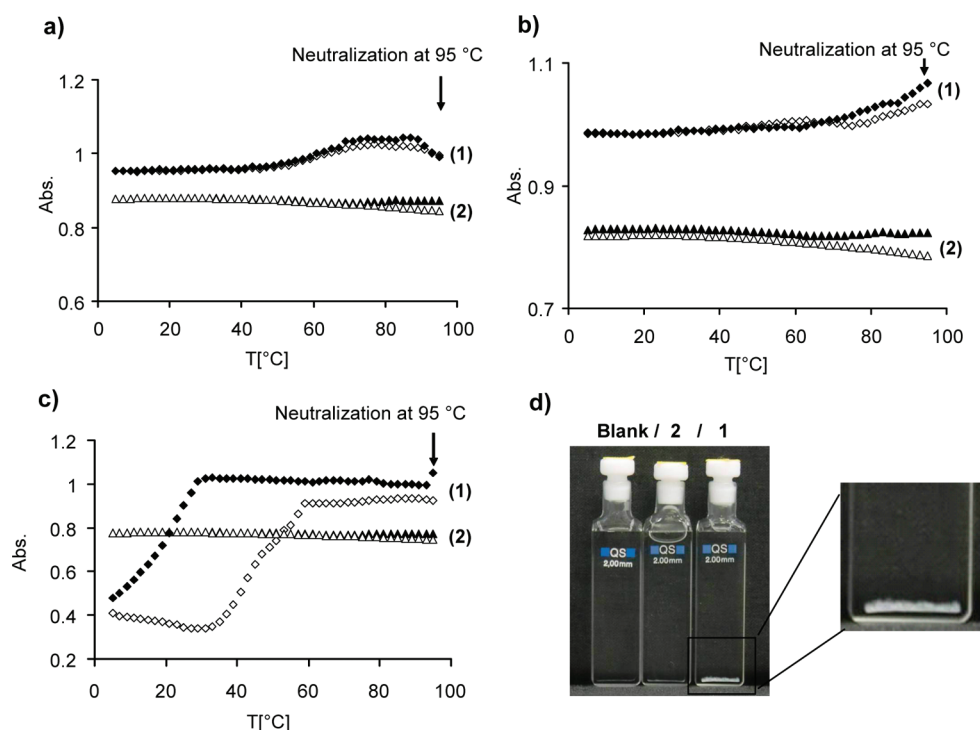 a)
Neutralization at 95 °C
1.2
1
0.8
0.6
Abs.
(1)
(2)
0 20 40 60 80 100
T[°C]
b)
Neutralization at 95 °C
1.1
0.9
0.7
Abs.
(1)
(2)
0 20 40 60 80 100
T[°C]
c)
Neutralization at 95 °C
1.2
1.0
0.8
0.6
0.4
0.2
Abs.
(1)
(2)
0 20 40 60 80 100
T[°C]
d)
Blank / 2 / 1
QS QS QS
2,00mm 2.00mm 2.00mm